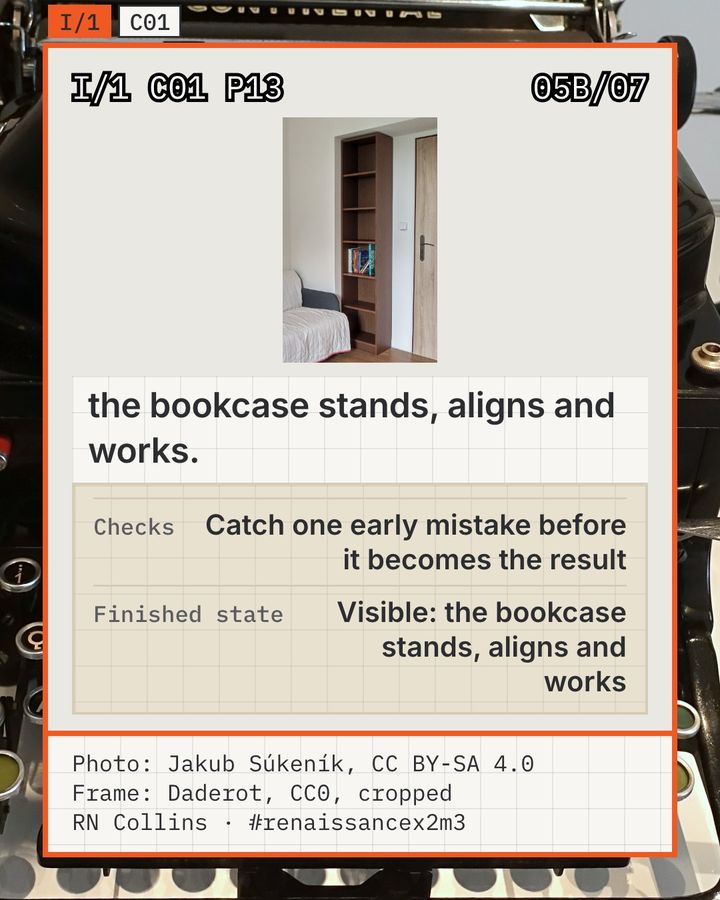 CONTINENTAL
I/1 C01
I/1 C01 P13 05B/07
the bookcase stands, aligns and
works.
Checks Catch one early mistake before
it becomes the result
Finished state Visible: the bookcase
stands, aligns and
works
Photo: Jakub Súkeník, CC BY-SA 4.0
Frame: Daderot, CC0, cropped
RN Collins · #renaissancex2m3